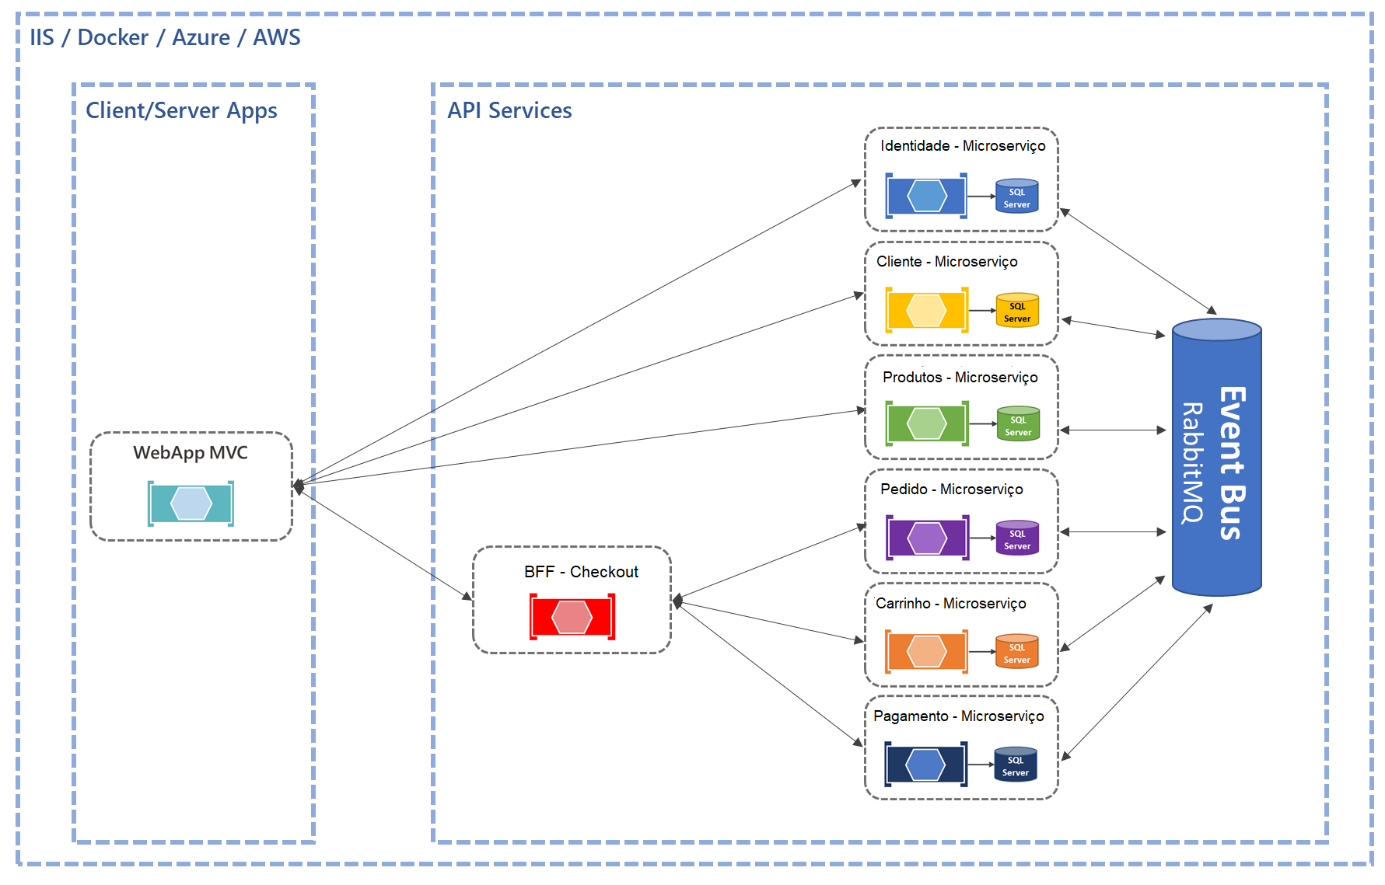 IIS / Docker / Azure / AWS
Client/Server Apps
API Services
Identidade - Microserviço
SQL
Server
Cliente - Microserviço
SQL
Server
Produtos - Microserviço
SQL
Server
WebApp MVC
Event Bus
RabbitMQ
Pedido - Microserviço
SQL
Server
BFF - Checkout
Carrinho - Microserviço
SQL
Server
Pagamento - Microserviço
SQL
Server